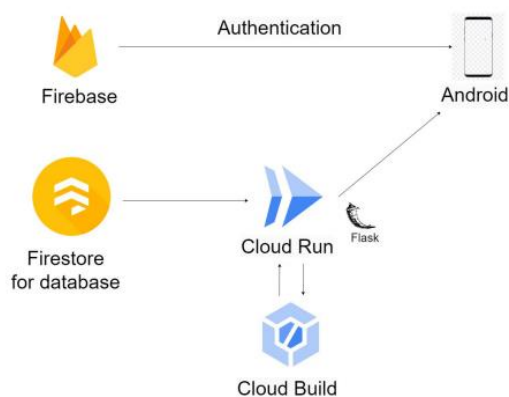 Authentication
Firebase
Android
Cloud Run
Flask
Firestore
for database
Cloud Build